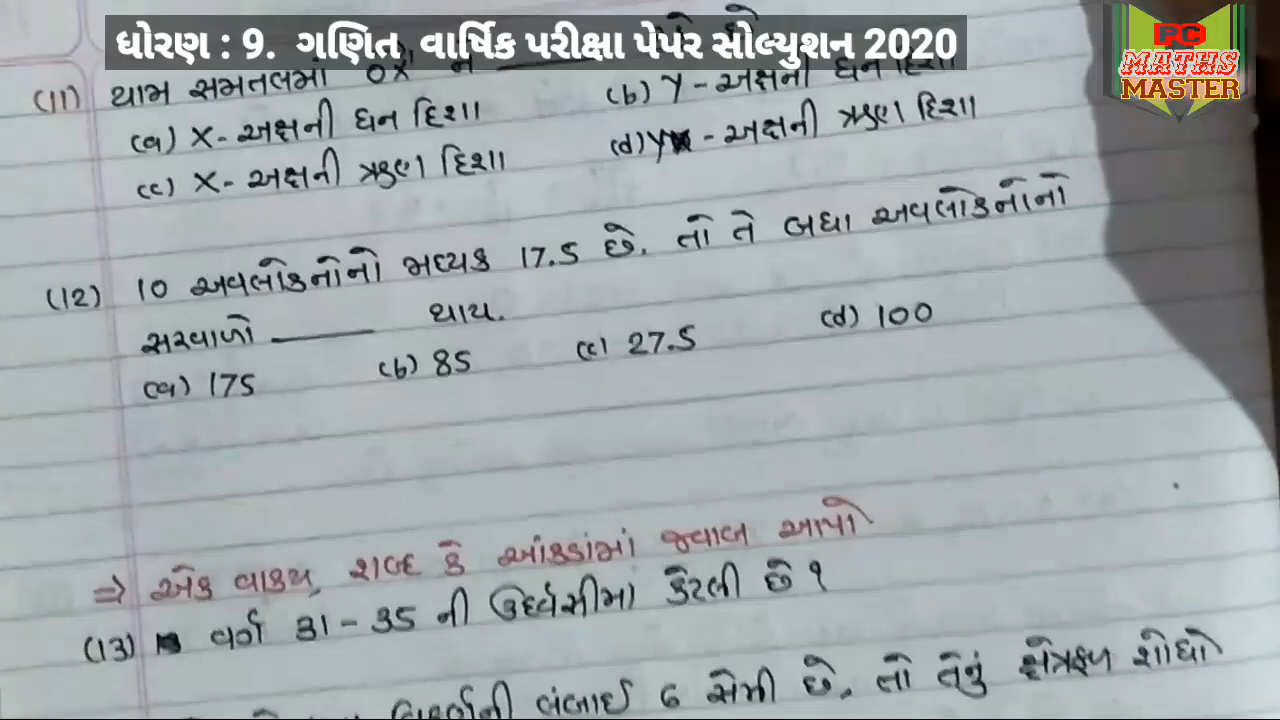 ધોરણ : 9. ગણિત વાર્ષિક પરીક્ષા પેપર સોલ્યુશન 2020
PC
MATHS
MASTER
(11) યામ સમતલમાં ox' ને ______
(a) X - અક્ષની ધન દિશા (b) Y - અક્ષની ધન દિશા
(c) X - અક્ષની ઋણ દિશા (d) Y - અક્ષની ઋણ દિશા
(12) 10 અવલોકનોનો મધ્યક 17.5 છે. તો તે બધા અવલોકનોનો
સરવાળો ______ થાય.
(a) 175 (b) 85 (c) 27.5 (d) 100
⇒ એક વાક્ય, શબ્દ કે આંકડાંમાં જવાબ આપો
(13) વર્ગ 31 - 35 ની ઉર્ધ્વસીમા કેટલી છે ?
લંબાઈ 6 સેમી છે, તો તેનું ક્ષેત્રફળ શોધો